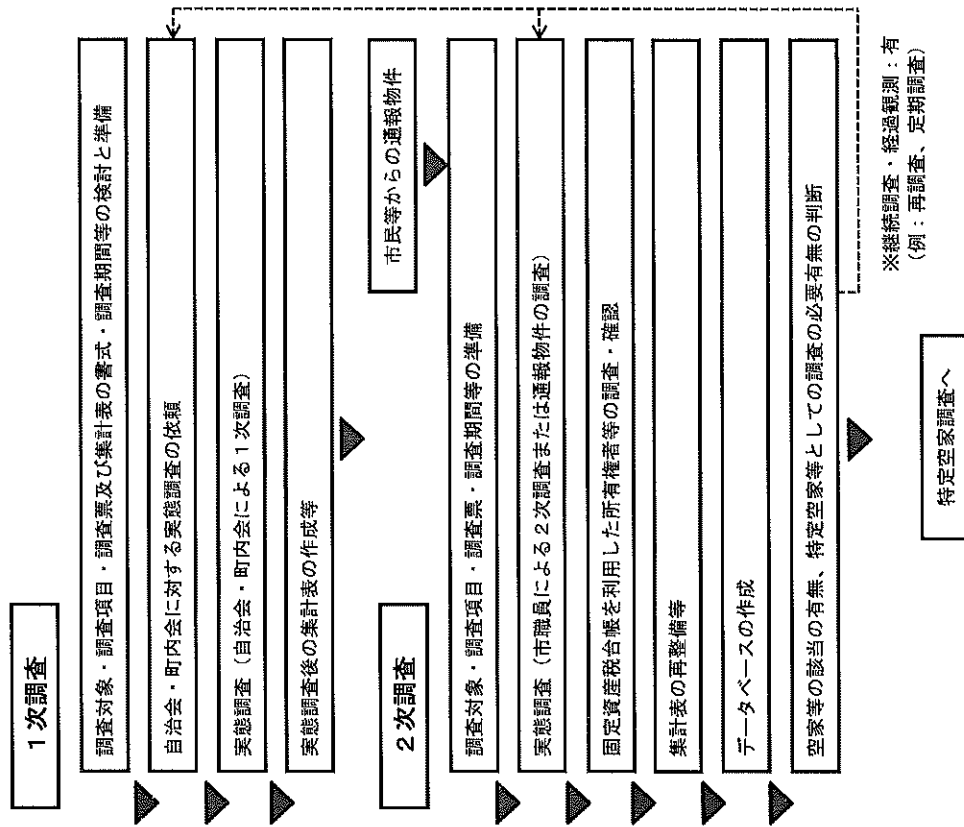 1次調査
調査対象・調査項目・調査票及び集計表の書式・調査期間等の検討と準備
自治会・町内会に対する実態調査の依頼
実態調査（自治会・町内会による1次調査）
実態調査後の集計表の作成等
市民等からの通報物件
2次調査
調査対象・調査項目・調査票・調査期間等の準備
実態調査（市職員による2次調査または通報物件の調査）
固定資産税台帳を利用した所有権者等の調査・確認
集計表の再整備等
データベースの作成
空家等の該当の有無、特定空家等としての調査の必要有無の判断
※継続調査・経過観測：有
（例：再調査、定期調査）
特定空家調査へ